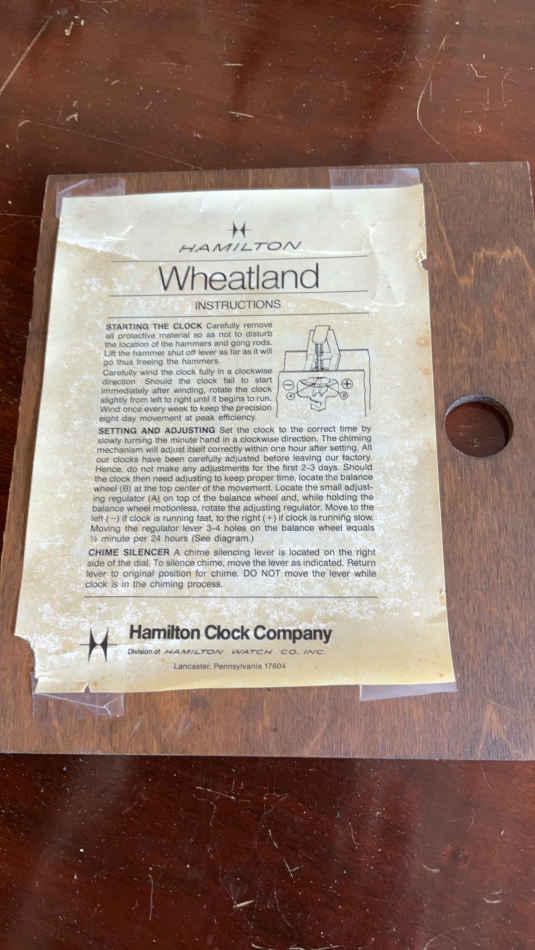 HAMILTON
Wheatland
INSTRUCTIONS
STARTING THE CLOCK Carefully remove
all protective material so as not to disturb
the location of the hammers and gong rods.
Lift the hammer shut off lever as far as it will
go thus freeing the hammers.
Carefully wind the clock fully in a clockwise
direction. Should the clock fail to start
immediately after winding, rotate the clock
slightly from left to right until it begins to run.
Wind once every week to keep the precision
eight day movement at peak efficiency.
− +
A B
SETTING AND ADJUSTING Set the clock to the correct time by
slowly turning the minute hand in a clockwise direction. The chiming
mechanism will adjust itself correctly within one hour after setting. All
our clocks have been carefully adjusted before leaving our factory.
Hence, do not make any adjustments for the first 2-3 days. Should
the clock then need adjusting to keep proper time, locate the balance
wheel (B) at the top center of the movement. Locate the small adjust-
ing regulator (A) on top of the balance wheel and, while holding the
balance wheel motionless, rotate the adjusting regulator. Move to the
left (−) if clock is running fast, to the right (+) if clock is running slow.
Moving the regulator lever 3-4 holes on the balance wheel equals
minute per 24 hours (See diagram.)
CHIME SILENCER A chime silencing lever is located on the right
side of the dial. To silence chime, move the lever as indicated. Return
lever to original position for chime. DO NOT move the lever while
clock is in the chiming process.
Hamilton Clock Company
Division of HAMILTON WATCH CO. INC.
Lancaster, Pennsylvania 17604